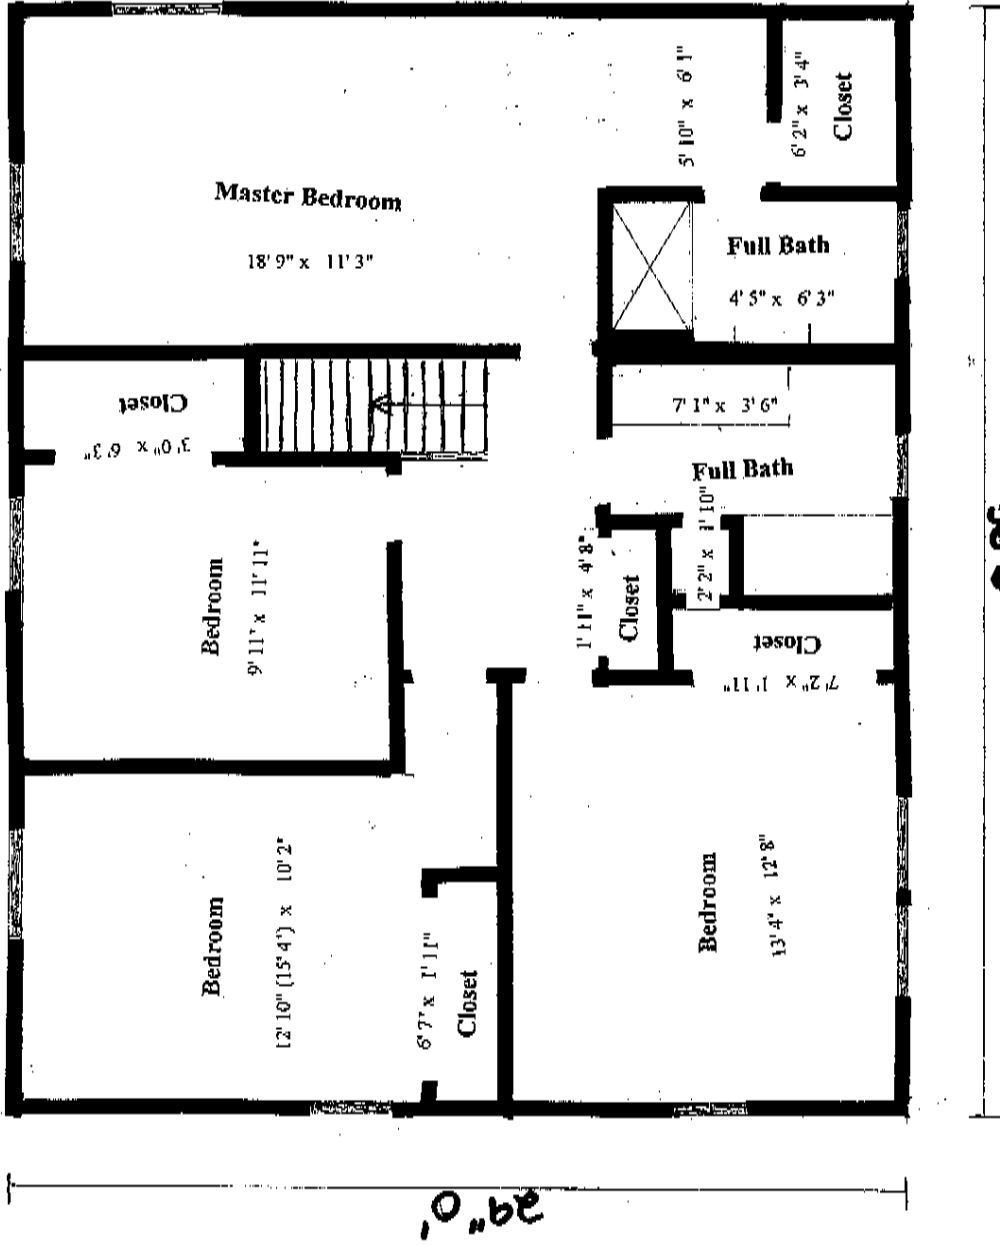 5' 10" x 6' 1"
6' 2" x 3' 4"
Closet
Master Bedroom
18' 9" x 11' 3"
Full Bath
4' 5" x 6' 3"
Closet
3' 0" x 6' 3"
7' 1" x 3' 6"
Full Bath
2' 2" x 1' 10"
1' 11" x 4' 8"
Closet
Closet
7' 2" x 1' 11"
Bedroom
9' 11" x 11' 11"
Bedroom
12' 10" (15' 4") x 10' 2"
6' 7" x 1' 11"
Closet
Bedroom
13' 4" x 12' 8"
29" 0'